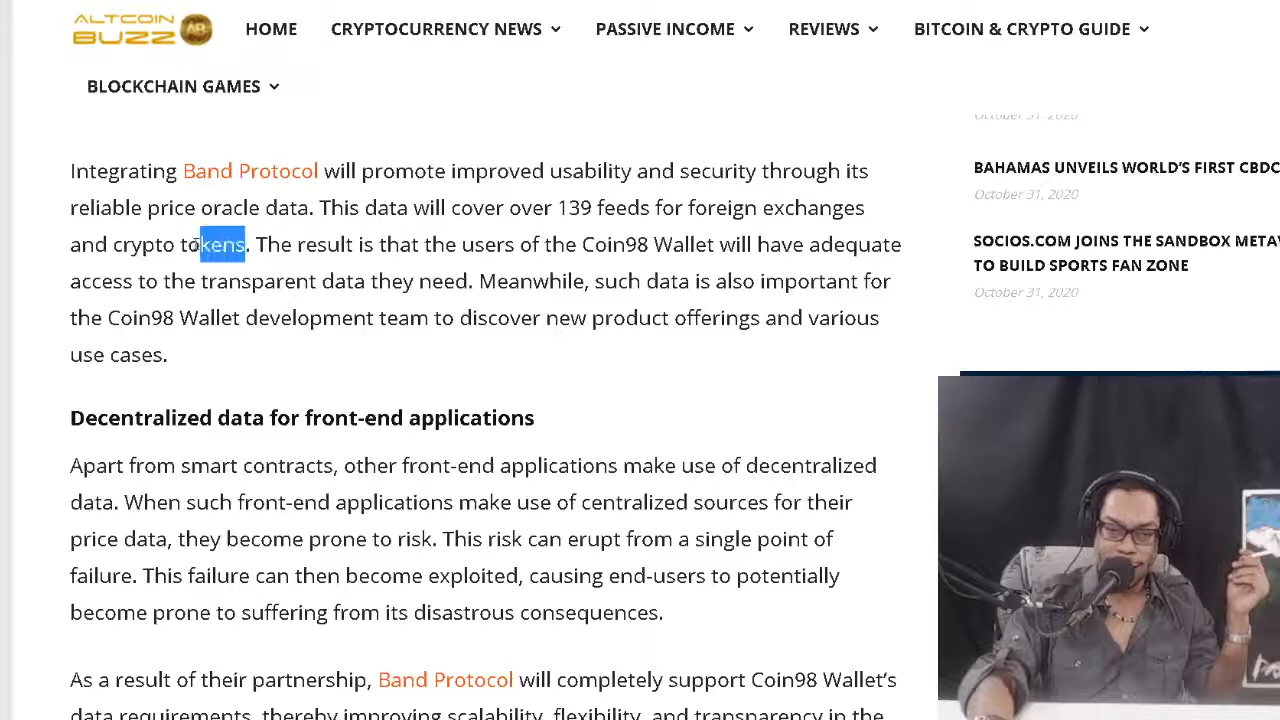 ALTCOIN
BUZZ AB
HOME
CRYPTOCURRENCY NEWS
PASSIVE INCOME
REVIEWS
BITCOIN & CRYPTO GUIDE
BLOCKCHAIN GAMES
Integrating Band Protocol will promote improved usability and security through its
reliable price oracle data. This data will cover over 139 feeds for foreign exchanges
and crypto tokens. The result is that the users of the Coin98 Wallet will have adequate
access to the transparent data they need. Meanwhile, such data is also important for
the Coin98 Wallet development team to discover new product offerings and various
use cases.
Decentralized data for front-end applications
Apart from smart contracts, other front-end applications make use of decentralized
data. When such front-end applications make use of centralized sources for their
price data, they become prone to risk. This risk can erupt from a single point of
failure. This failure can then become exploited, causing end-users to potentially
become prone to suffering from its disastrous consequences.
As a result of their partnership, Band Protocol will completely support Coin98 Wallet's
data requirements, thereby improving scalability, flexibility, and transparency in the
October 31, 2020
BAHAMAS UNVEILS WORLD'S FIRST CBDC
October 31, 2020
SOCIOS.COM JOINS THE SANDBOX METAV
TO BUILD SPORTS FAN ZONE
October 31, 2020